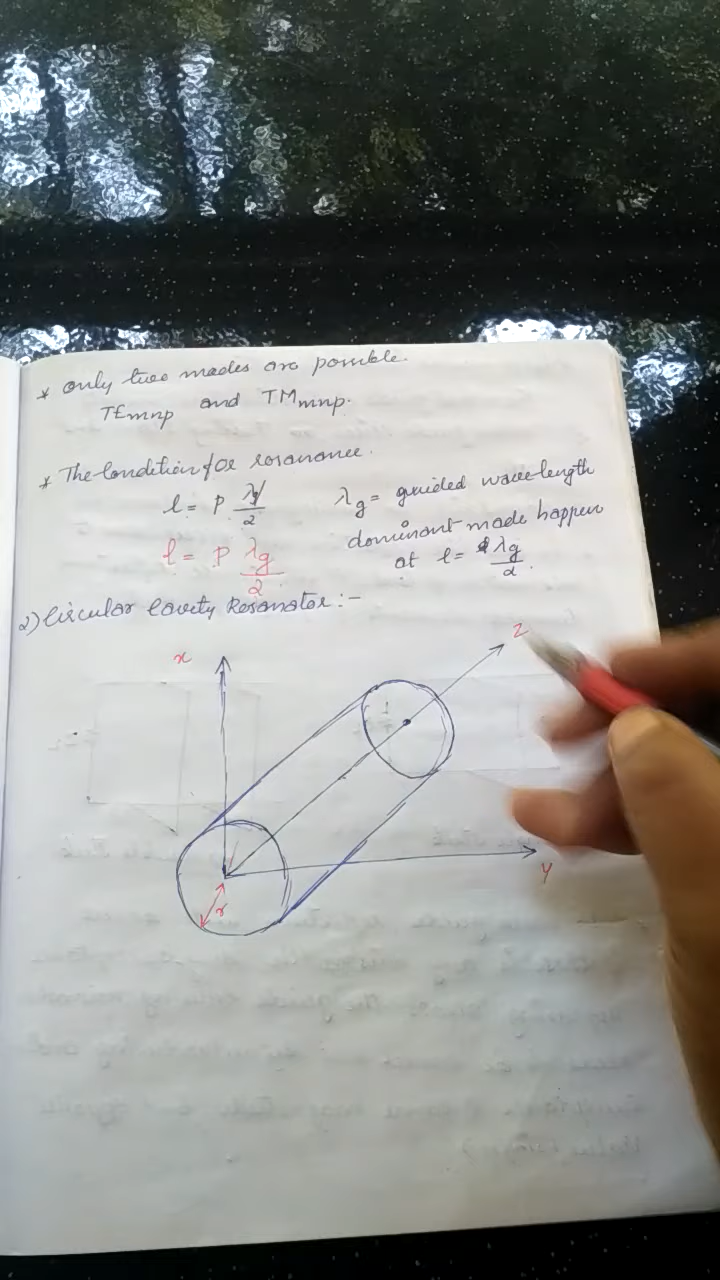 * only two modes are possible.
TEmnp and TMmnp.
* The Condition for resonance.
l = P λg/2
λg = guided wave length
dominant mode happen
at l = λg/2.
l = P λg/2
2) Circular Cavity Resonator :-
x
z
y
r